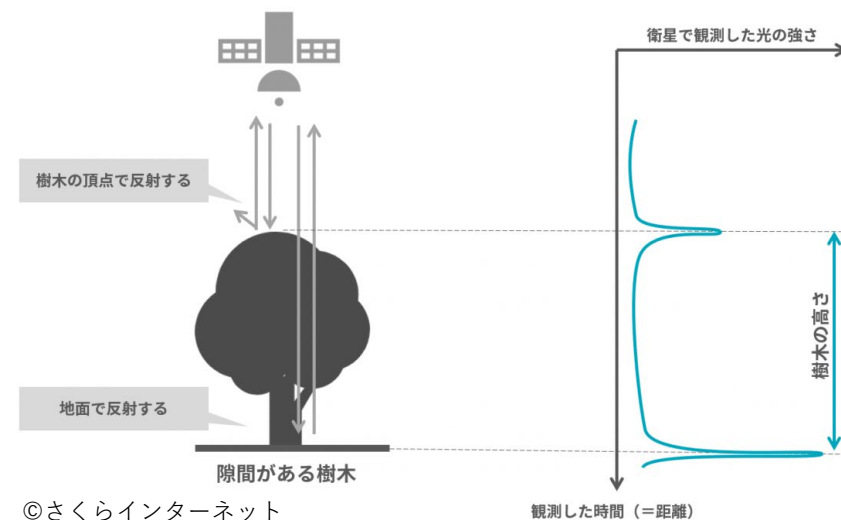 衛星で観測した光の強さ
樹木の頂点で反射する
樹木の高さ
地面で反射する
隙間がある樹木
©さくらインターネット
観測した時間（＝距離）